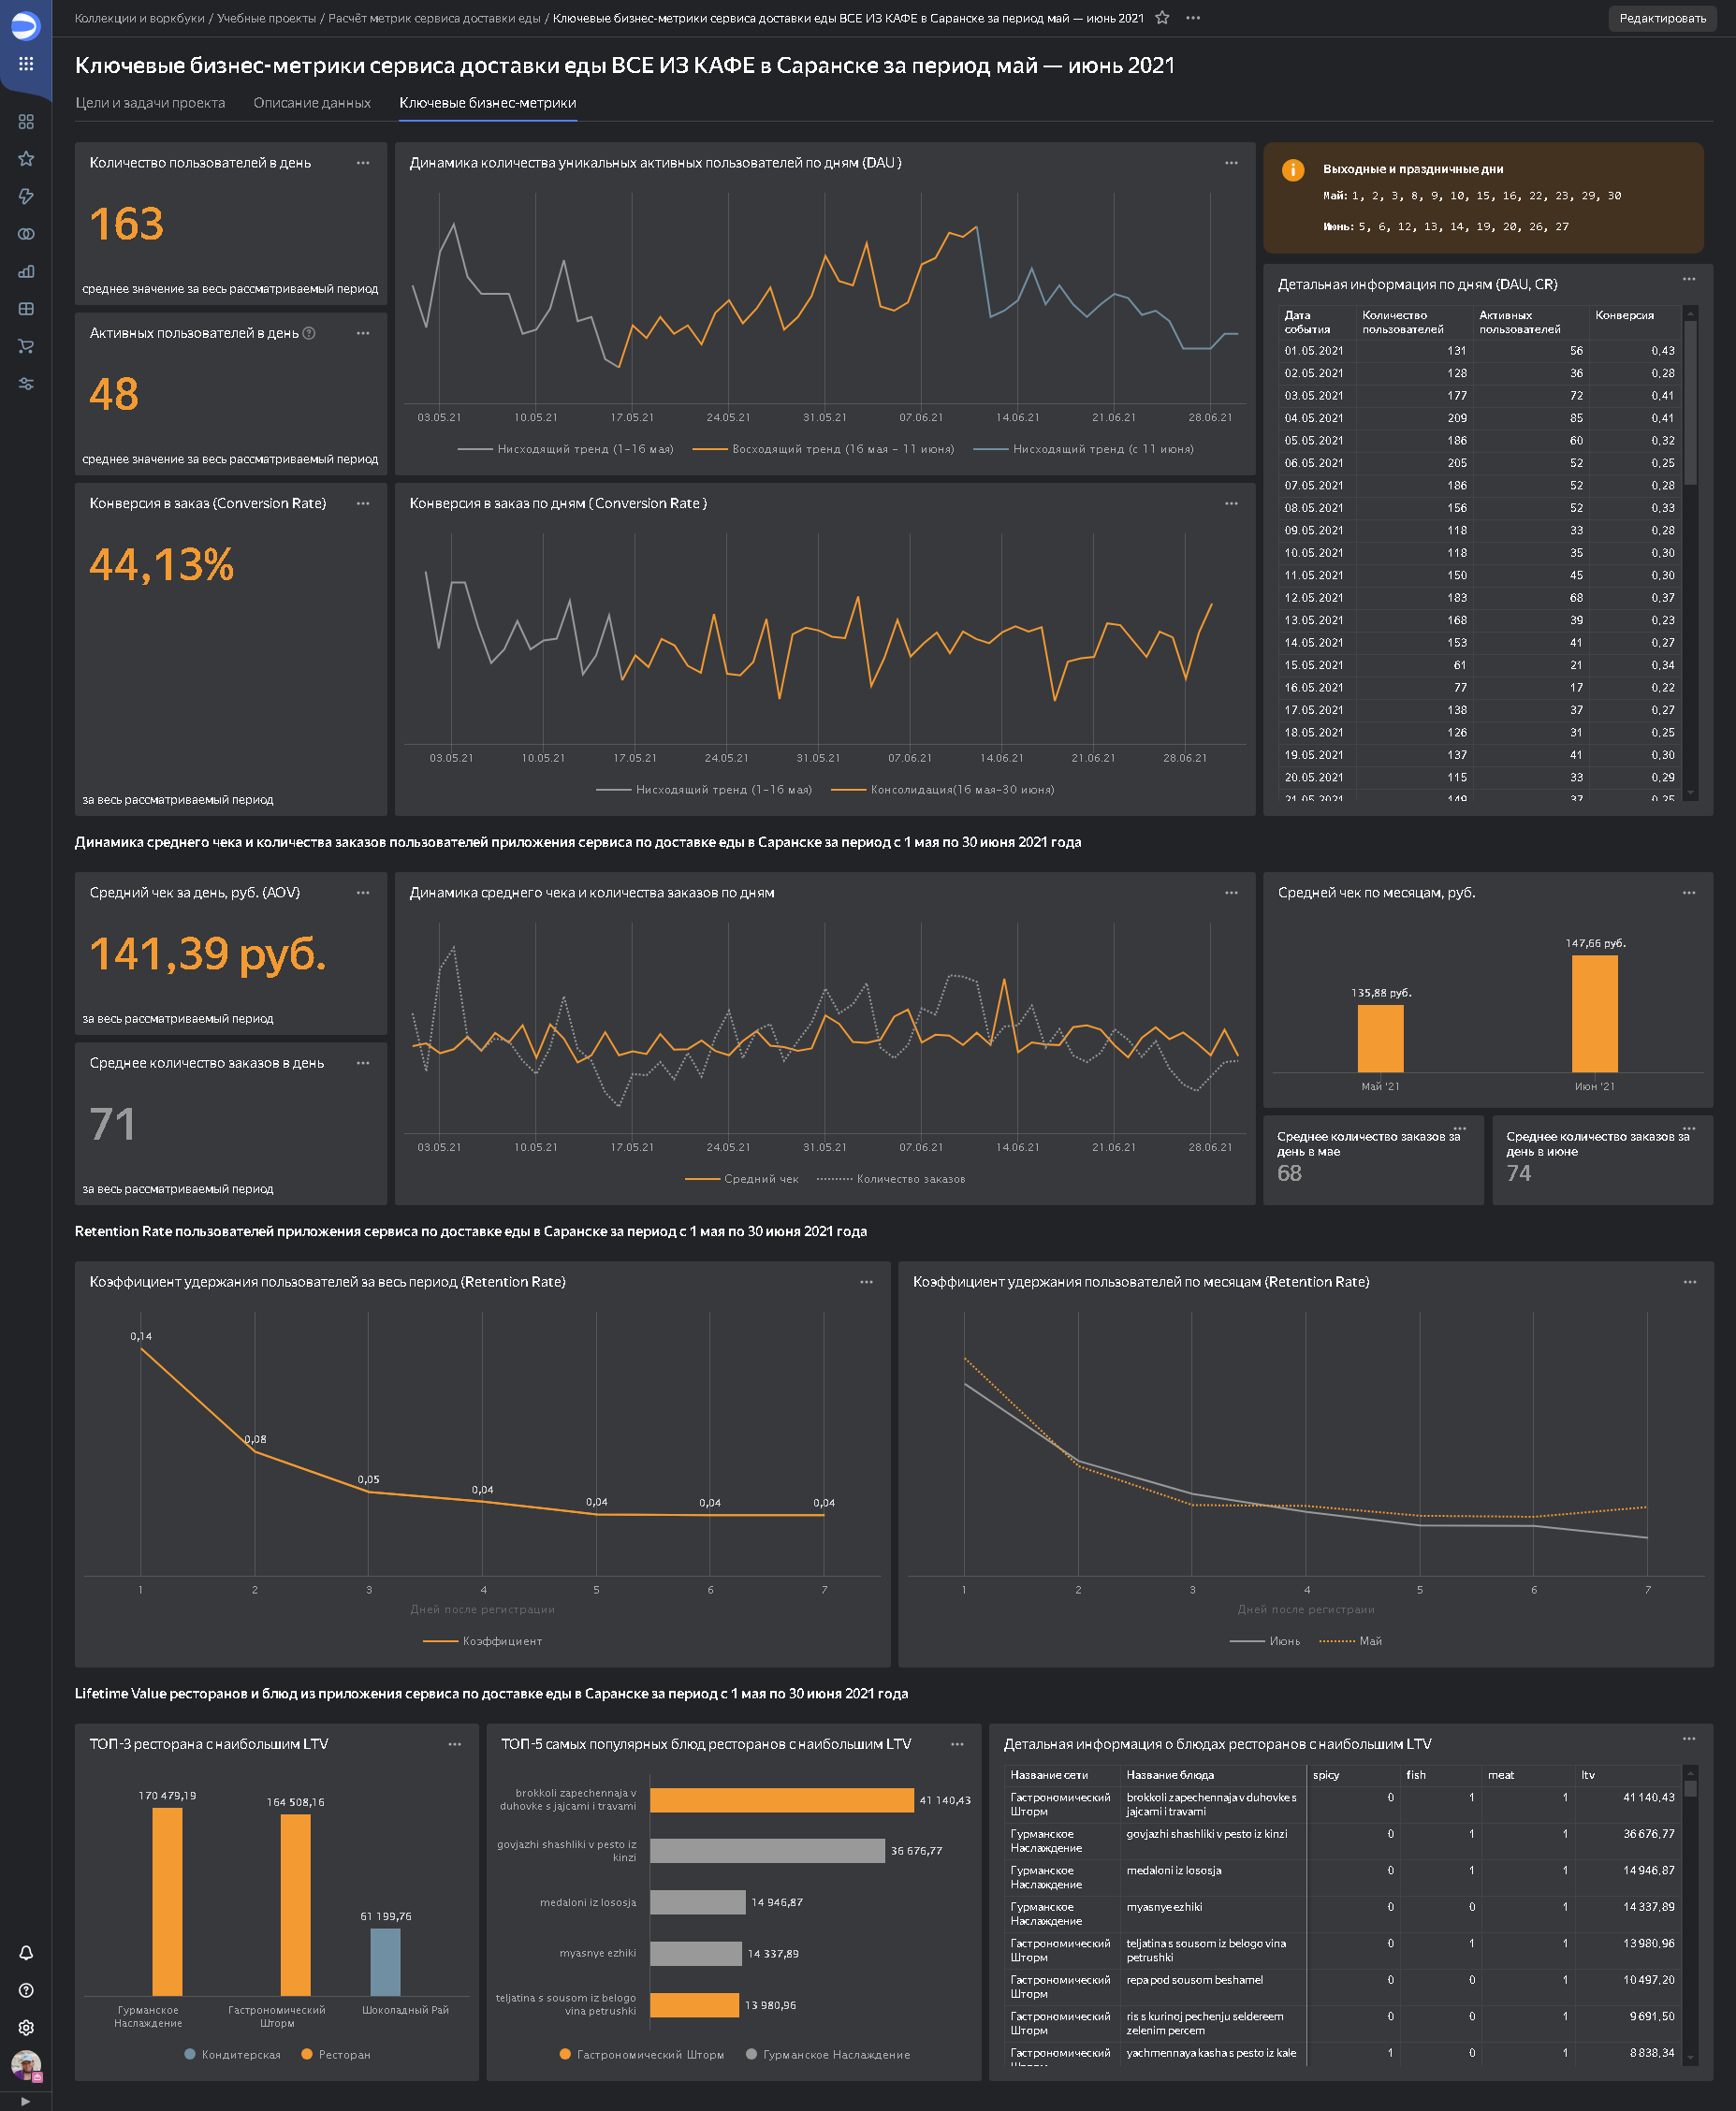 Коллекции и воркбуки / Учебные проекты / Расчёт метрик сервиса доставки еды / Ключевые бизнес-метрики сервиса доставки еды ВСЕ ИЗ КАФЕ в Саранске за период май — июнь 2021
Редактировать
Ключевые бизнес-метрики сервиса доставки еды ВСЕ ИЗ КАФЕ в Саранске за период май — июнь 2021
Цели и задачи проекта Описание данных Ключевые бизнес-метрики
Количество пользователей в день
163
среднее значение за весь рассматриваемый период
Активных пользователей в день
48
среднее значение за весь рассматриваемый период
Конверсия в заказ (Conversion Rate)
44,13%
за весь рассматриваемый период
Динамика количества уникальных активных пользователей по дням (DAU )
03.05.21 10.05.21 17.05.21 24.05.21 31.05.21 07.06.21 14.06.21 21.06.21 28.06.21
Нисходящий тренд (1-16 мая) Восходящий тренд (16 мая - 11 июня) Нисходящий тренд (с 11 июня)
Конверсия в заказ по дням ( Conversion Rate )
03.05.21 10.05.21 17.05.21 24.05.21 31.05.21 07.06.21 14.06.21 21.06.21 28.06.21
Нисходящий тренд (1-16 мая) Консолидация(16 мая-30 июня)
Выходные и праздничные дни
Май: 1, 2, 3, 8, 9, 10, 15, 16, 22, 23, 29, 30
Июнь: 5, 6, 12, 13, 14, 19, 20, 26, 27
Детальная информация по дням (DAU, CR)
Дата события Количество пользователей Активных пользователей Конверсия
01.05.2021 131 56 0,43
02.05.2021 128 36 0,28
03.05.2021 177 72 0,41
04.05.2021 209 85 0,41
05.05.2021 186 60 0,32
06.05.2021 205 52 0,25
07.05.2021 186 52 0,28
08.05.2021 156 52 0,33
09.05.2021 118 33 0,28
10.05.2021 118 35 0,30
11.05.2021 150 45 0,30
12.05.2021 183 68 0,37
13.05.2021 168 39 0,23
14.05.2021 153 41 0,27
15.05.2021 61 21 0,34
16.05.2021 77 17 0,22
17.05.2021 138 37 0,27
18.05.2021 126 31 0,25
19.05.2021 137 41 0,30
20.05.2021 115 33 0,29
21.05.2021 149 37 0,25
Динамика среднего чека и количества заказов пользователей приложения сервиса по доставке еды в Саранске за период с 1 мая по 30 июня 2021 года
Средний чек за день, руб. (AOV)
141,39 руб.
за весь рассматриваемый период
Среднее количество заказов в день
71
за весь рассматриваемый период
Динамика среднего чека и количества заказов по дням
03.05.21 10.05.21 17.05.21 24.05.21 31.05.21 07.06.21 14.06.21 21.06.21 28.06.21
Средний чек Количество заказов
Средней чек по месяцам, руб.
147,66 руб.
135,88 руб.
Май '21 Июн '21
Среднее количество заказов за
день в мае
68
Среднее количество заказов за
день в июне
74
Retention Rate пользователей приложения сервиса по доставке еды в Саранске за период с 1 мая по 30 июня 2021 года
Коэффициент удержания пользователей за весь период (Retention Rate)
0,14
0,08
0,05
0,04
0,04
0,04
0,04
1 2 3 4 5 6 7
Дней после регистрации
Коэффициент
Коэффициент удержания пользователей по месяцам (Retention Rate)
1 2 3 4 5 6 7
Дней после регистраии
Июнь Май
Lifetime Value ресторанов и блюд из приложения сервиса по доставке еды в Саранске за период с 1 мая по 30 июня 2021 года
ТОП-3 ресторана с наибольшим LTV
170 479,19
164 508,16
61 199,76
Гурманское Наслаждение
Гастрономический Шторм
Шоколадный Рай
Кондитерская Ресторан
ТОП-5 самых популярных блюд ресторанов с наибольшим LTV
brokkoli zapechennaja v
duhovke s jajcami i travami
41 140,43
govjazhi shashliki v pesto iz
kinzi
36 676,77
medaloni iz lososja
14 946,87
myasnye ezhiki
14 337,89
teljatina s sousom iz belogo
vina petrushki
13 980,96
Гастрономический Шторм Гурманское Наслаждение
Детальная информация о блюдах ресторанов с наибольшим LTV
Название сети Название блюда spicy fish meat ltv
Гастрономический Шторм brokkoli zapechennaja v duhovke s jajcami i travami 0 1 1 41 140,43
Гурманское Наслаждение govjazhi shashliki v pesto iz kinzi 0 1 1 36 676,77
Гурманское Наслаждение medaloni iz lososja 0 1 1 14 946,87
Гурманское Наслаждение myasnye ezhiki 0 0 1 14 337,89
Гастрономический Шторм teljatina s sousom iz belogo vina petrushki 0 1 1 13 980,96
Гастрономический Шторм repa pod sousom beshamel 0 0 1 10 497,20
Гастрономический Шторм ris s kurinoj pechenju seldereem zelenim percem 0 0 1 9 691,50
Гастрономический Шторм yachmennaya kasha s pesto iz kale 1 0 1 8 838,34